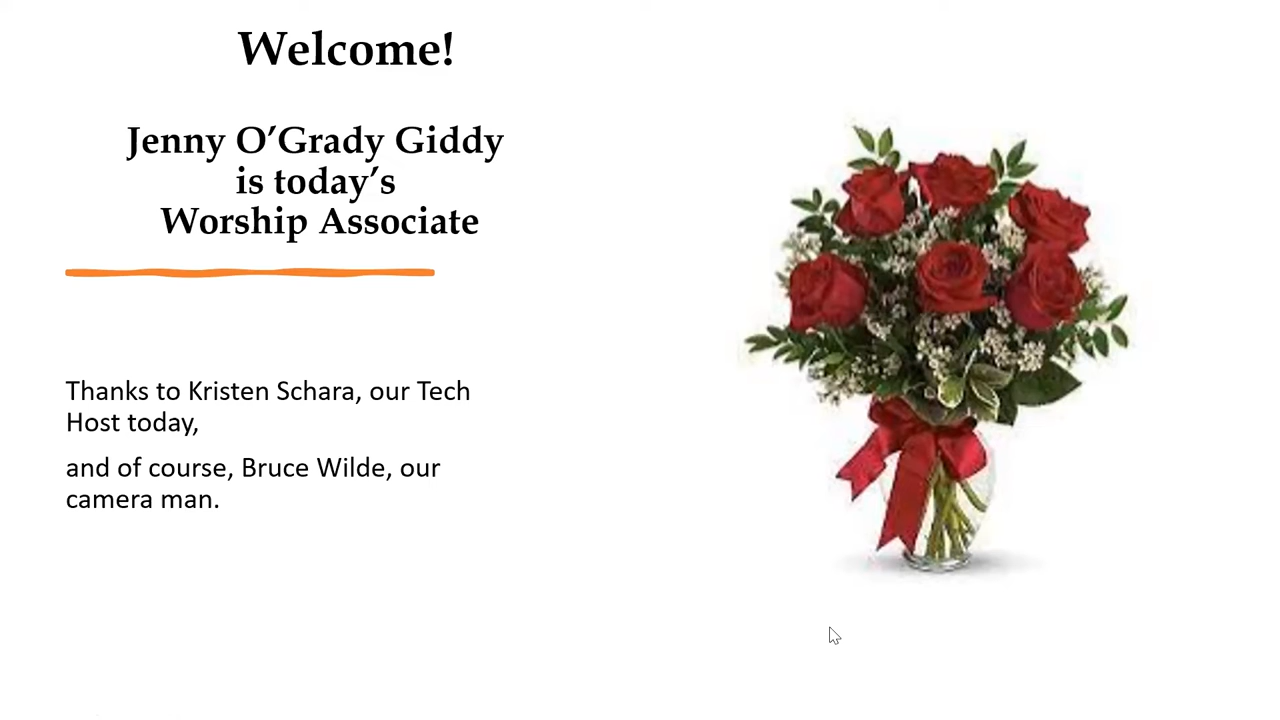 Welcome!
Jenny O’Grady Giddy
is today’s
Worship Associate
Thanks to Kristen Schara, our Tech
Host today,
and of course, Bruce Wilde, our
camera man.